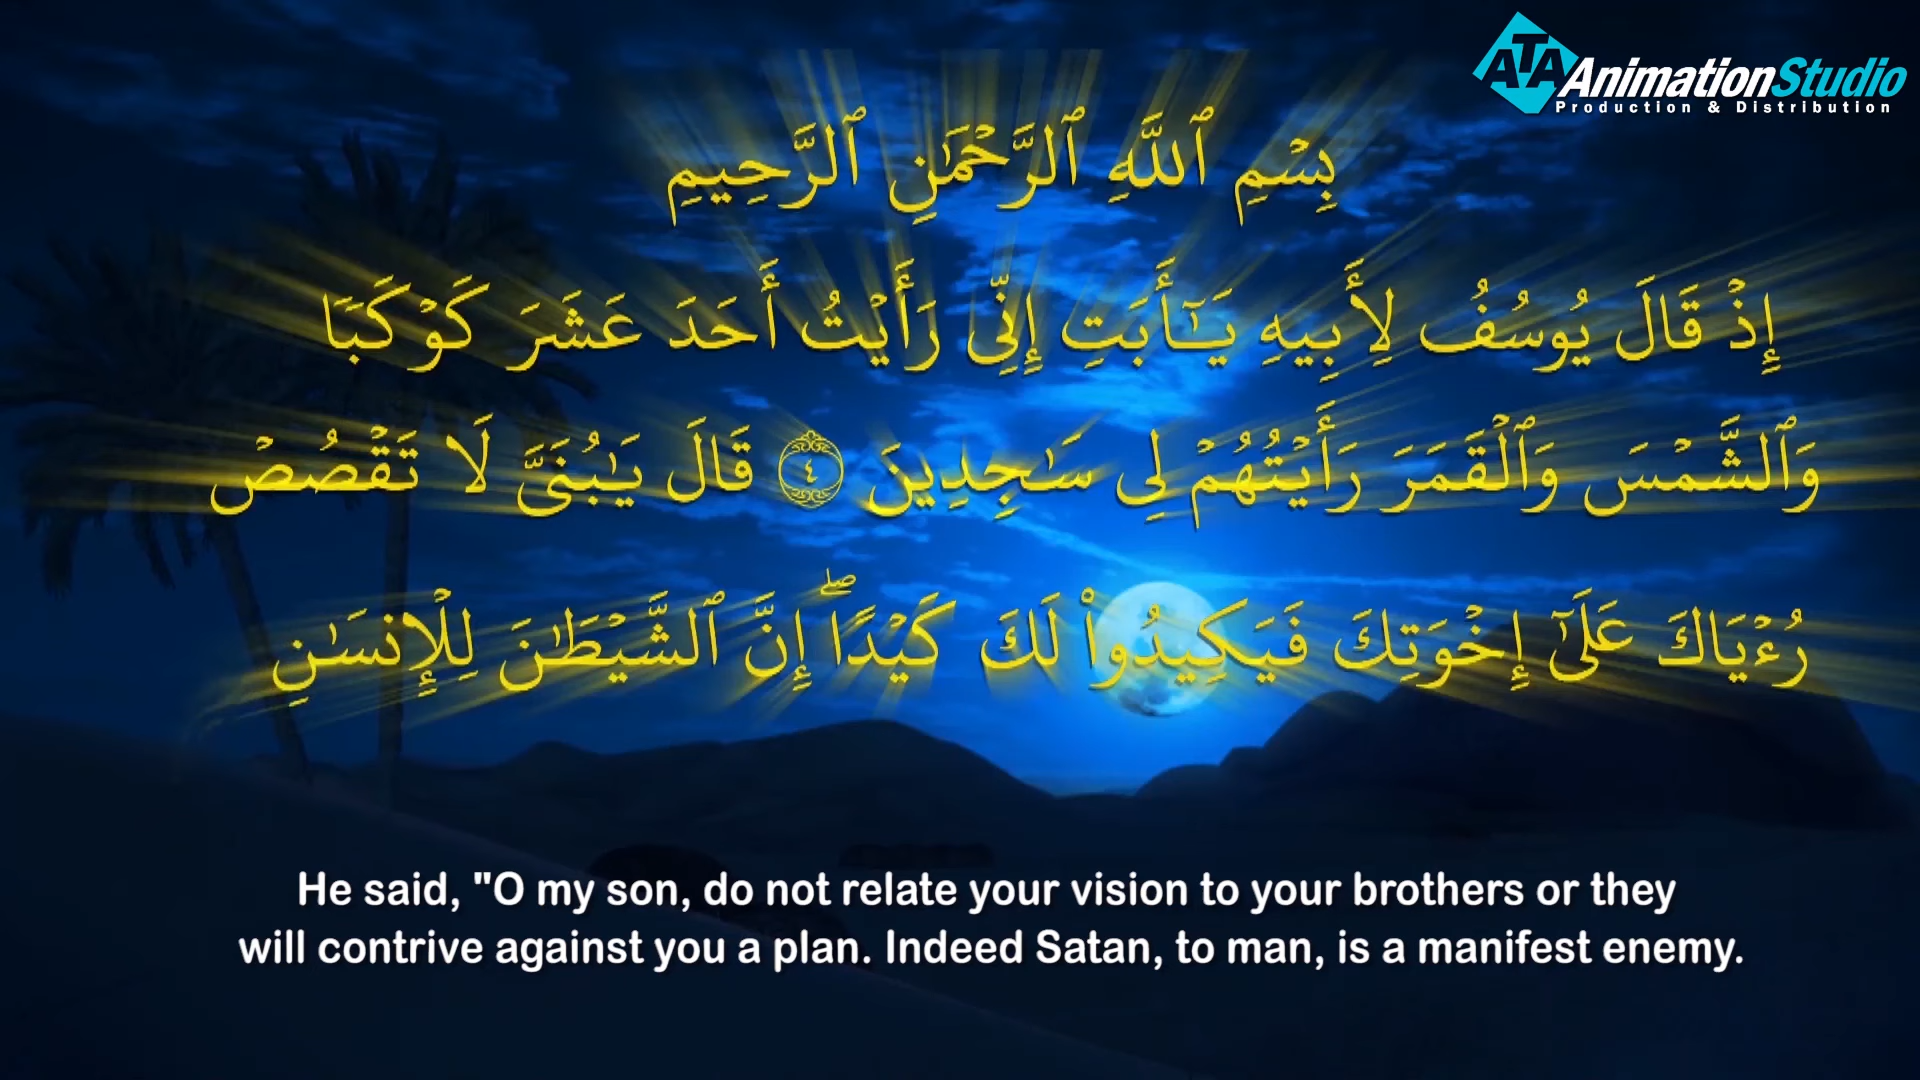 ATA AnimationStudio
Production & Distribution
بِسْمِ ٱللَّهِ ٱلرَّحْمَٰنِ ٱلرَّحِيمِ
إِذْ قَالَ يُوسُفُ لِأَبِيهِ يَـٰٓأَبَتِ إِنِّى رَأَيْتُ أَحَدَ عَشَرَ كَوْكَبًا
وَٱلشَّمْسَ وَٱلْقَمَرَ رَأَيْتُهُمْ لِى سَـٰجِدِينَ ٤ قَالَ يَـٰبُنَىَّ لَا تَقْصُصْ
رُءْيَاكَ عَلَىٰٓ إِخْوَتِكَ فَيَكِيدُوا۟ لَكَ كَيْدًا ۖ إِنَّ ٱلشَّيْطَـٰنَ لِلْإِنسَـٰنِ
He said, "O my son, do not relate your vision to your brothers or they
will contrive against you a plan. Indeed Satan, to man, is a manifest enemy.